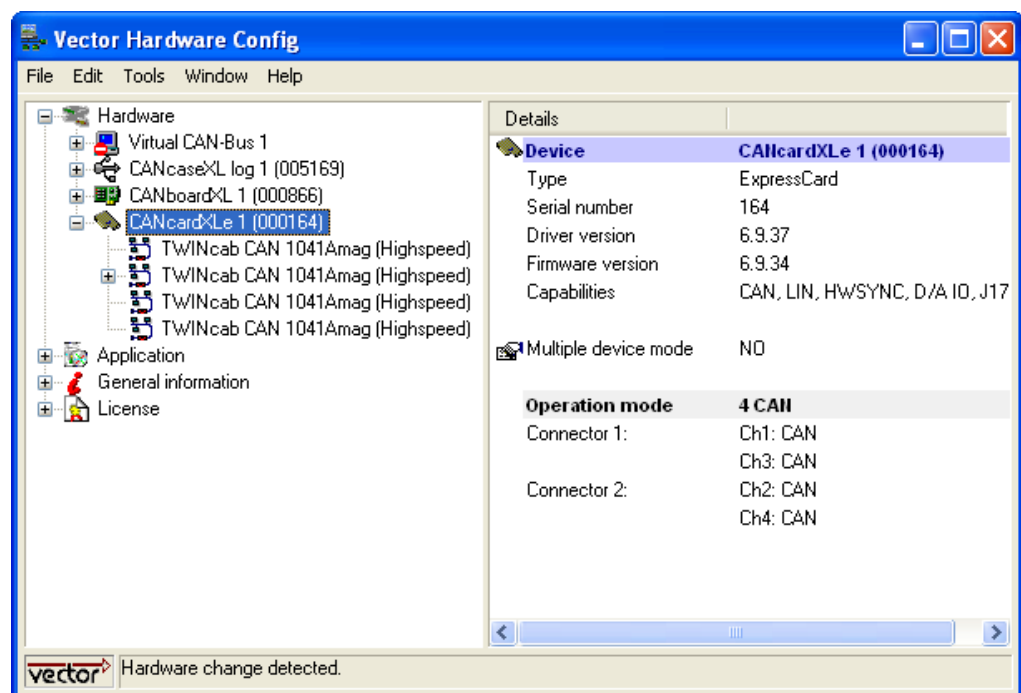 Vector Hardware Config
File Edit Tools Window Help
Hardware
Virtual CAN-Bus 1
CANcaseXL log 1 (005169)
CANboardXL 1 (000866)
CANcardXLe 1 (000164)
TWINcab CAN 1041Amag (Highspeed)
TWINcab CAN 1041Amag (Highspeed)
TWINcab CAN 1041Amag (Highspeed)
TWINcab CAN 1041Amag (Highspeed)
Application
General information
License
Details
Device CANcardXLe 1 (000164)
Type ExpressCard
Serial number 164
Driver version 6.9.37
Firmware version 6.9.34
Capabilities CAN, LIN, HWSYNC, D/A IO, J17
Multiple device mode NO
Operation mode 4 CAN
Connector 1: Ch1: CAN
Ch3: CAN
Connector 2: Ch2: CAN
Ch4: CAN
vector Hardware change detected.